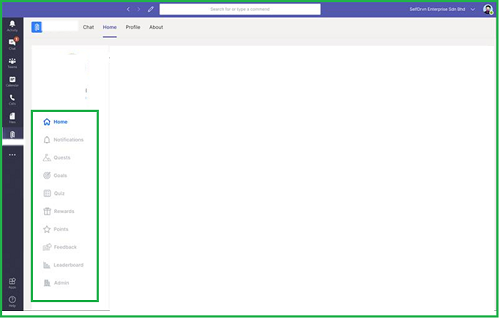 Search for or type a command
SelfDrvn Enterprise Sdn Bhd
Activity
Chat
Teams
Calendar
Calls
Files
Chat
Home
Profile
About
Home
Notifications
Quests
Goals
Quiz
Rewards
Points
Feedback
Leaderboard
Admin
Apps
Help